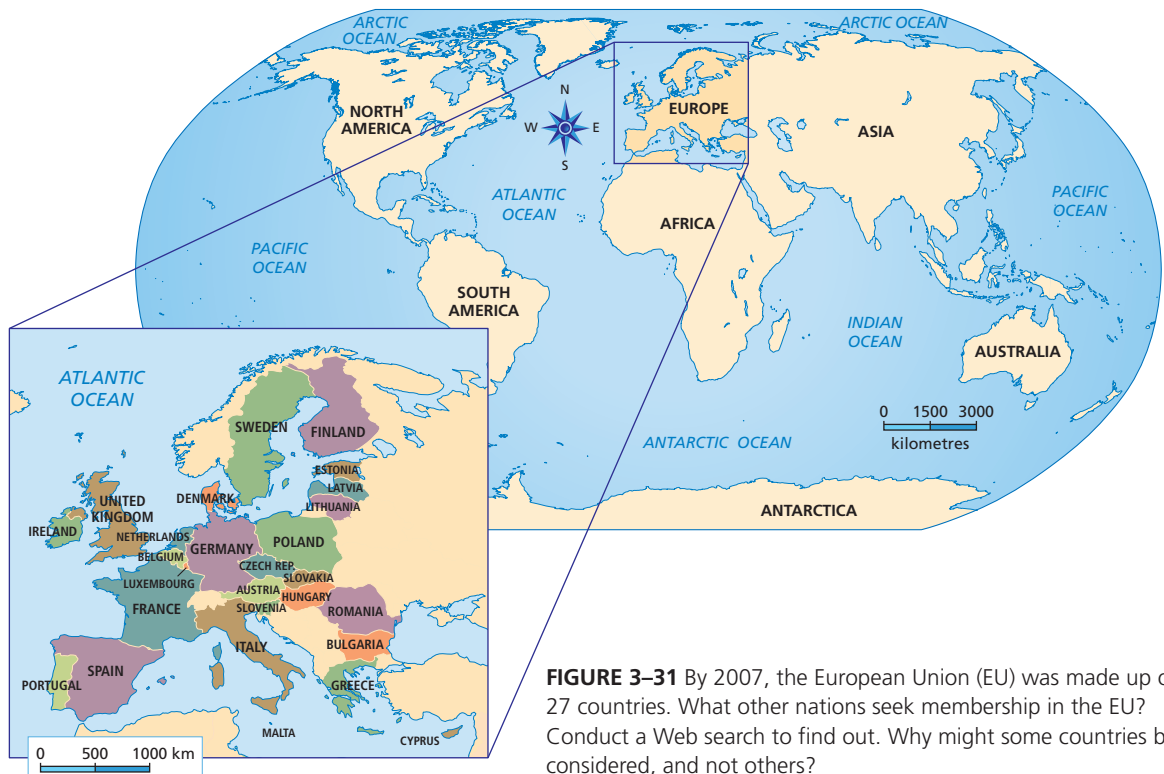 ARCTIC
OCEAN
ARCTIC OCEAN
NORTH
AMERICA
N
W
E
S
EUROPE
ASIA
ATLANTIC
OCEAN
PACIFIC
OCEAN
AFRICA
PACIFIC
OCEAN
SOUTH
AMERICA
INDIAN
OCEAN
AUSTRALIA
0 1500 3000
kilometres
ANTARCTIC OCEAN
ANTARCTICA
ATLANTIC
OCEAN
SWEDEN
FINLAND
ESTONIA
LATVIA
LITHUANIA
DENMARK
UNITED
KINGDOM
IRELAND
NETHERLANDS
BELGIUM
GERMANY
POLAND
CZECH REP.
SLOVAKIA
LUXEMBOURG
AUSTRIA
HUNGARY
SLOVENIA
FRANCE
ROMANIA
ITALY
BULGARIA
SPAIN
PORTUGAL
GREECE
MALTA
CYPRUS
0 500 1000 km
FIGURE 3–31 By 2007, the European Union (EU) was made up
27 countries. What other nations seek membership in the EU?
Conduct a Web search to find out. Why might some countries
considered, and not others?